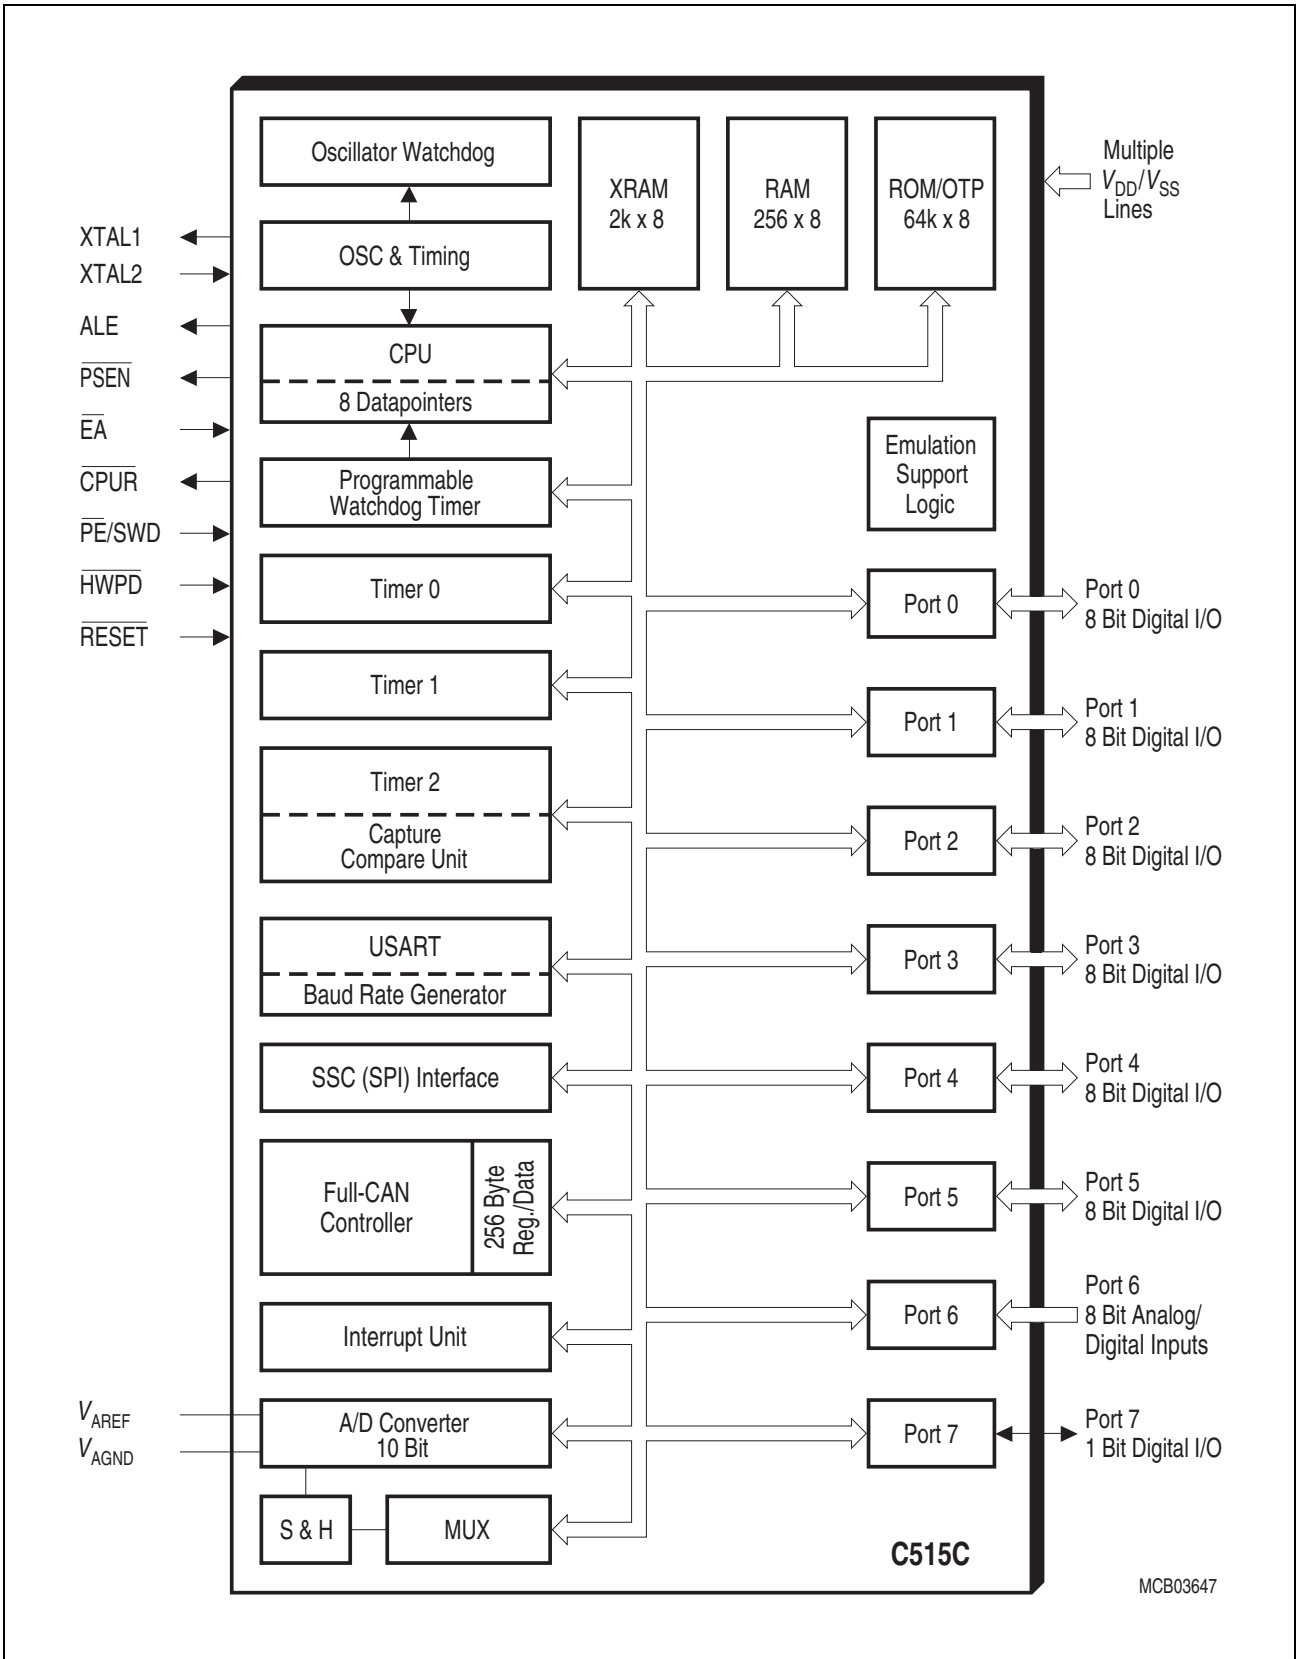 Oscillator Watchdog
OSC & Timing
CPU
8 Datapointers
Programmable
Watchdog Timer
Timer 0
Timer 1
Timer 2
Capture
Compare Unit
USART
Baud Rate Generator
SSC (SPI) Interface
Full-CAN
Controller
256 Byte
Reg./Data
Interrupt Unit
A/D Converter
10 Bit
S & H
MUX
XRAM
2k x 8
RAM
256 x 8
ROM/OTP
64k x 8
Emulation
Support
Logic
Port 0
Port 1
Port 2
Port 3
Port 4
Port 5
Port 6
Port 7
C515C
XTAL1
XTAL2
ALE
PSEN
EA
CPUR
PE/SWD
HWPD
RESET
VAREF
VAGND
Multiple
VDD/VSS
Lines
Port 0
8 Bit Digital I/O
Port 1
8 Bit Digital I/O
Port 2
8 Bit Digital I/O
Port 3
8 Bit Digital I/O
Port 4
8 Bit Digital I/O
Port 5
8 Bit Digital I/O
Port 6
8 Bit Analog/
Digital Inputs
Port 7
1 Bit Digital I/O
MCB03647